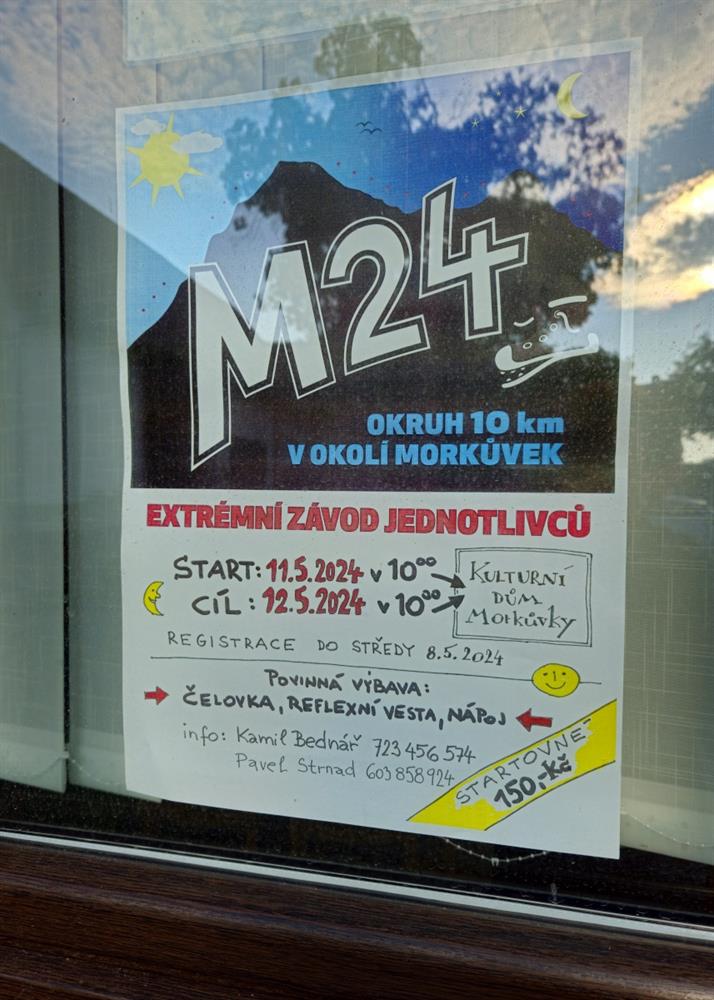 M24
OKRUH 10 km
V OKOLÍ MORKŮVEK
EXTRÉMNÍ ZÁVOD JEDNOTLIVCŮ
START: 11.5.2024 v 10⁰⁰
CÍL: 12.5.2024 v 10⁰⁰
KULTURNÍ
DŮM
MORKŮVKY
REGISTRACE DO STŘEDY 8.5.2024
POVINNÁ VÝBAVA:
ČELOVKA, REFLEXNÍ VESTA, NÁPOJ
info: Kamil Bednář 723 456 574
Pavel Strnad 603 858 924
STARTOVNÉ
150,-Kč